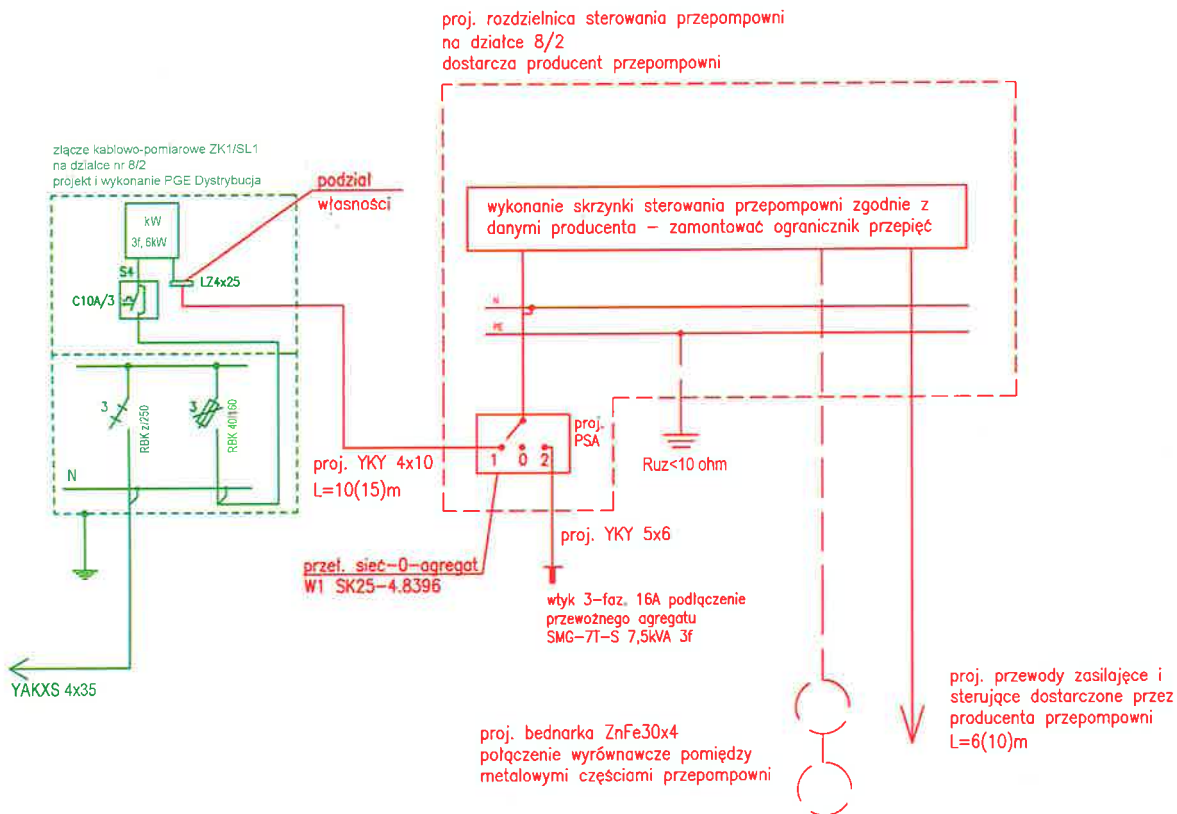 proj. rozdzielnica sterowania przepompowni
na działce 8/2
dostarcza producent przepompowni
złącze kablowo-pomiarowe ZK1/SL1
na działce nr 8/2
projekt i wykonanie PGE Dystrybucja
podział
własności
kW
3f, 6kW
S4
LZ4x25
C10A/3
wykonanie skrzynki sterowania przepompowni zgodnie z
danymi producenta – zamontować ogranicznik przepięć
N
PE
3
RBK z/250
3
RBK 40/160
N
proj. YKY 4x10
L=10(15)m
1 0 2
proj.
PSA
Ruz<10 ohm
proj. YKY 5x6
przeł. sieć-0-agregat
W1 SK25-4.8396
wtyk 3-faz. 16A podłączenie
przewoźnego agregatu
SMG-7T-S 7,5kVA 3f
YAKXS 4x35
proj. bednarka ZnFe30x4
połączenie wyrównawcze pomiędzy
metalowymi częściami przepompowni
proj. przewody zasilajęce i
sterujące dostarczone przez
producenta przepompowni
L=6(10)m